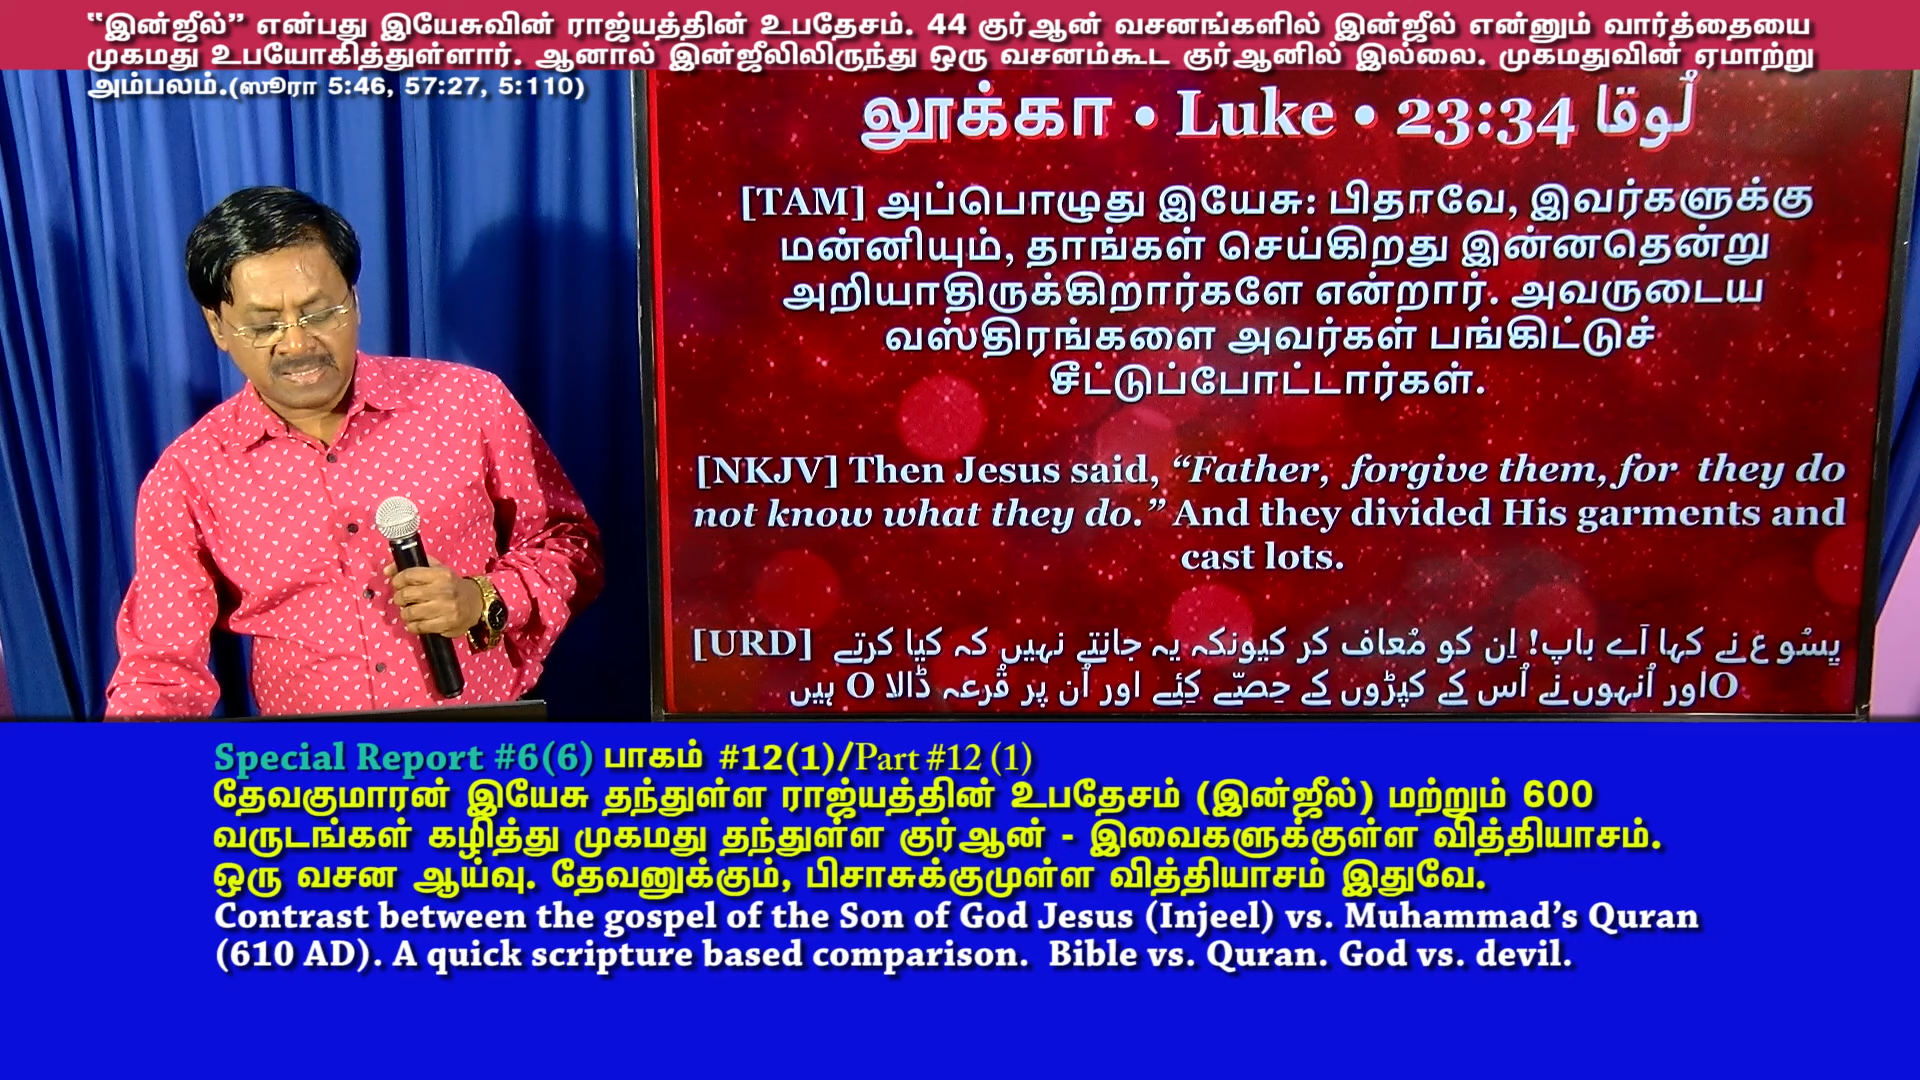 “இன்ஜீல்” என்பது இயேசுவின் ராஜ்யத்தின் உபதேசம். 44 குர்ஆன் வசனங்களில் இன்ஜீல் என்னும் வார்த்தையை
முகமது உபயோகித்துள்ளார். ஆனால் இன்ஜீலிலிருந்து ஒரு வசனம்கூட குர்ஆனில் இல்லை. முகமதுவின் ஏமாற்று
அம்பலம்.(ஸூரா 5:46, 57:27, 5:110)
லூக்கா • Luke • 23:34 لُوقا
[TAM] அப்பொழுது இயேசு: பிதாவே, இவர்களுக்கு
மன்னியும், தாங்கள் செய்கிறது இன்னதென்று
அறியாதிருக்கிறார்களே என்றார். அவருடைய
வஸ்திரங்களை அவர்கள் பங்கிட்டுச்
சீட்டுப்போட்டார்கள்.
[NKJV] Then Jesus said, “Father, forgive them, for they do
not know what they do.” And they divided His garments and
cast lots.
[URD] یِسُو ع نے کہا اَے باپ! اِن کو مُعاف کر کیونکہ یہ جانتے نہیں کہ کیا کرتے
Oاور اُنہوں نے اُس کے کپڑوں کے حِصّے کِئے اور اُن پر قُرعہ ڈالا O ہیں
Special Report #6(6) பாகம் #12(1)/Part #12 (1)
தேவகுமாரன் இயேசு தந்துள்ள ராஜ்யத்தின் உபதேசம் (இன்ஜீல்) மற்றும் 600
வருடங்கள் கழித்து முகமது தந்துள்ள குர்ஆன் - இவைகளுக்குள்ள வித்தியாசம்.
ஒரு வசன ஆய்வு. தேவனுக்கும், பிசாசுக்குமுள்ள வித்தியாசம் இதுவே.
Contrast between the gospel of the Son of God Jesus (Injeel) vs. Muhammad’s Quran
(610 AD). A quick scripture based comparison. Bible vs. Quran. God vs. devil.